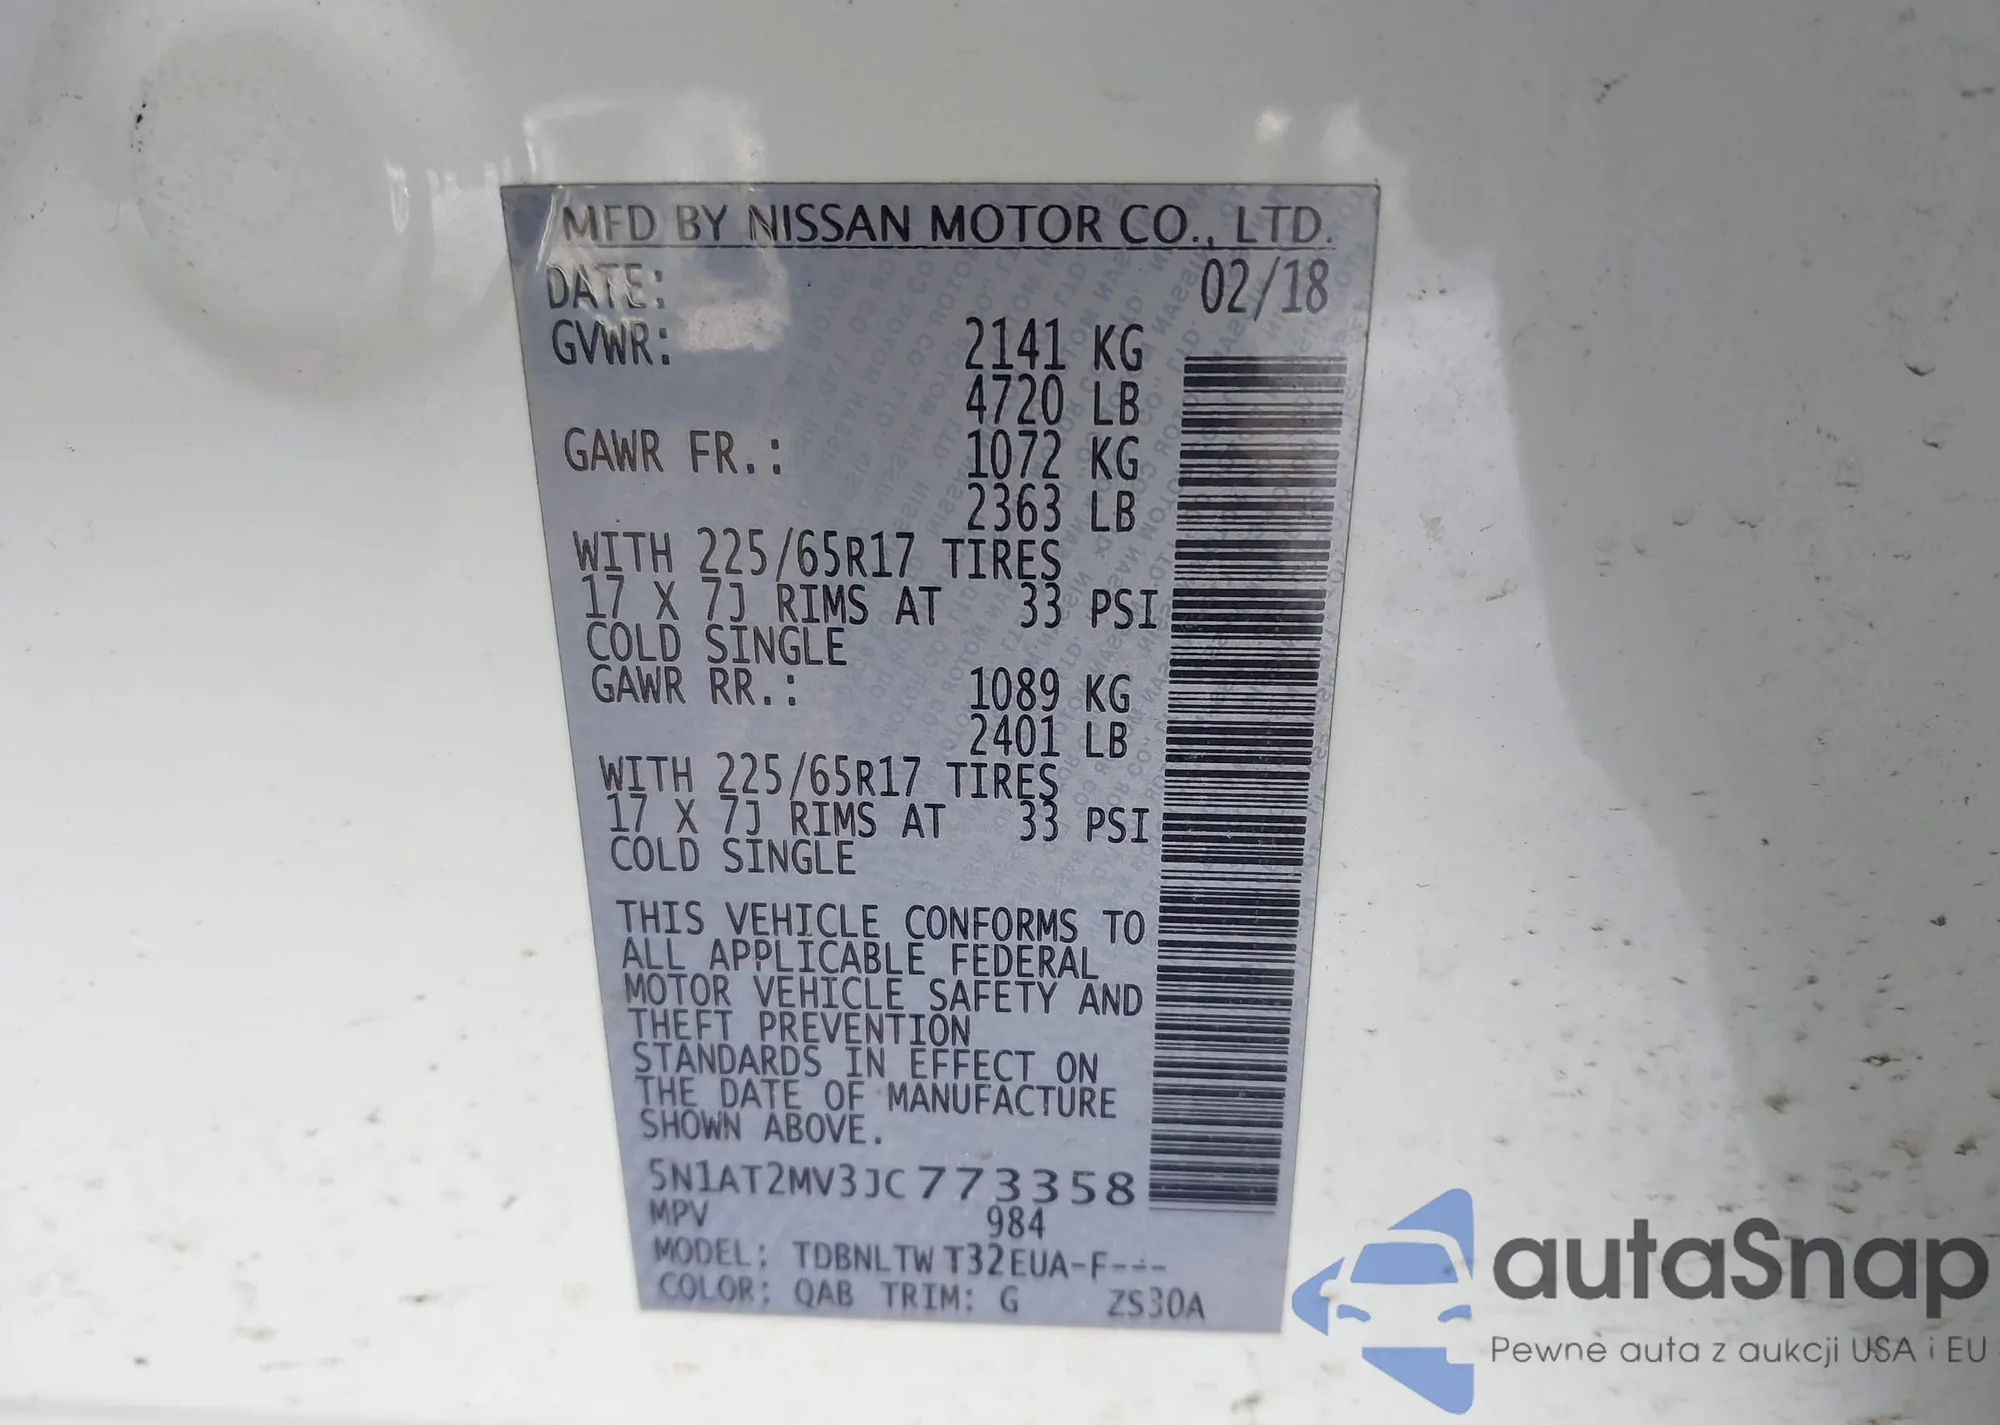 MFD BY NISSAN MOTOR CO., LTD.
DATE: 02/18
GVWR: 2141 KG
4720 LB
GAWR FR.: 1072 KG
2363 LB
WITH 225/65R17 TIRES
17 X 7J RIMS AT 33 PSI
COLD SINGLE
GAWR RR.: 1089 KG
2401 LB
WITH 225/65R17 TIRES
17 X 7J RIMS AT 33 PSI
COLD SINGLE
THIS VEHICLE CONFORMS TO
ALL APPLICABLE FEDERAL
MOTOR VEHICLE SAFETY AND
THEFT PREVENTION
STANDARDS IN EFFECT ON
THE DATE OF MANUFACTURE
SHOWN ABOVE.
5N1AT2MV3JC773358
MPV 984
MODEL: TDBNLTW T32EUA-F---
COLOR: QAB TRIM: G ZS30A
autaSnap
Pewne auta z aukcji USA i EU